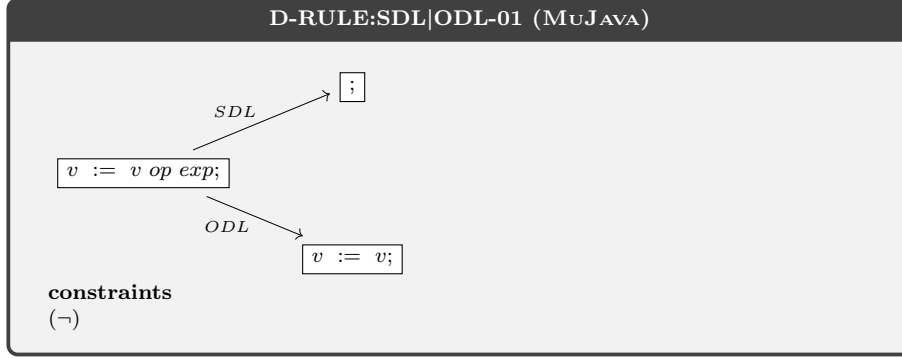 D-RULE:SDL|ODL-01 (MUJAVA)
;
SDL
v := v op exp;
ODL
v := v;
constraints
(¬)